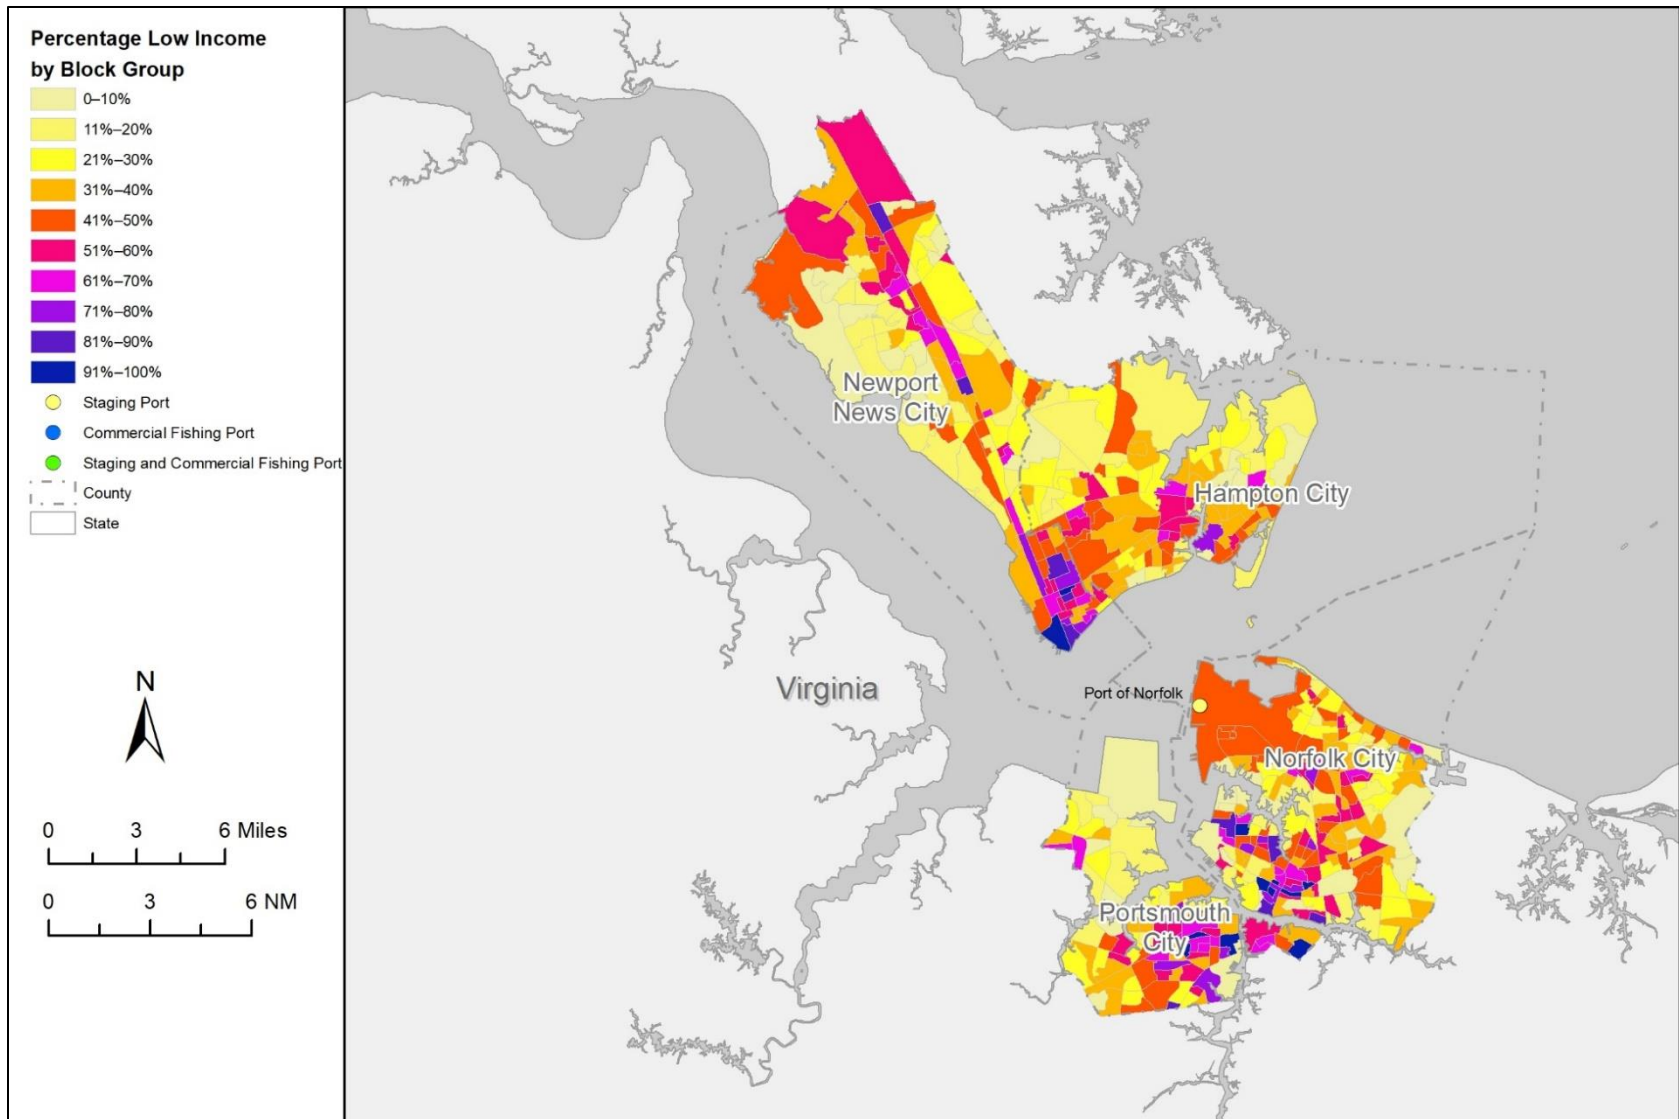 Percentage Low Income
by Block Group
0–10%
11%–20%
21%–30%
31%–40%
41%–50%
51%–60%
61%–70%
71%–80%
81%–90%
91%–100%
Staging Port
Commercial Fishing Port
Staging and Commercial Fishing Port
County
State
N
0 3 6 Miles
0 3 6 NM
Newport
News City
Hampton City
Virginia
Port of Norfolk
Norfolk City
Portsmouth
City